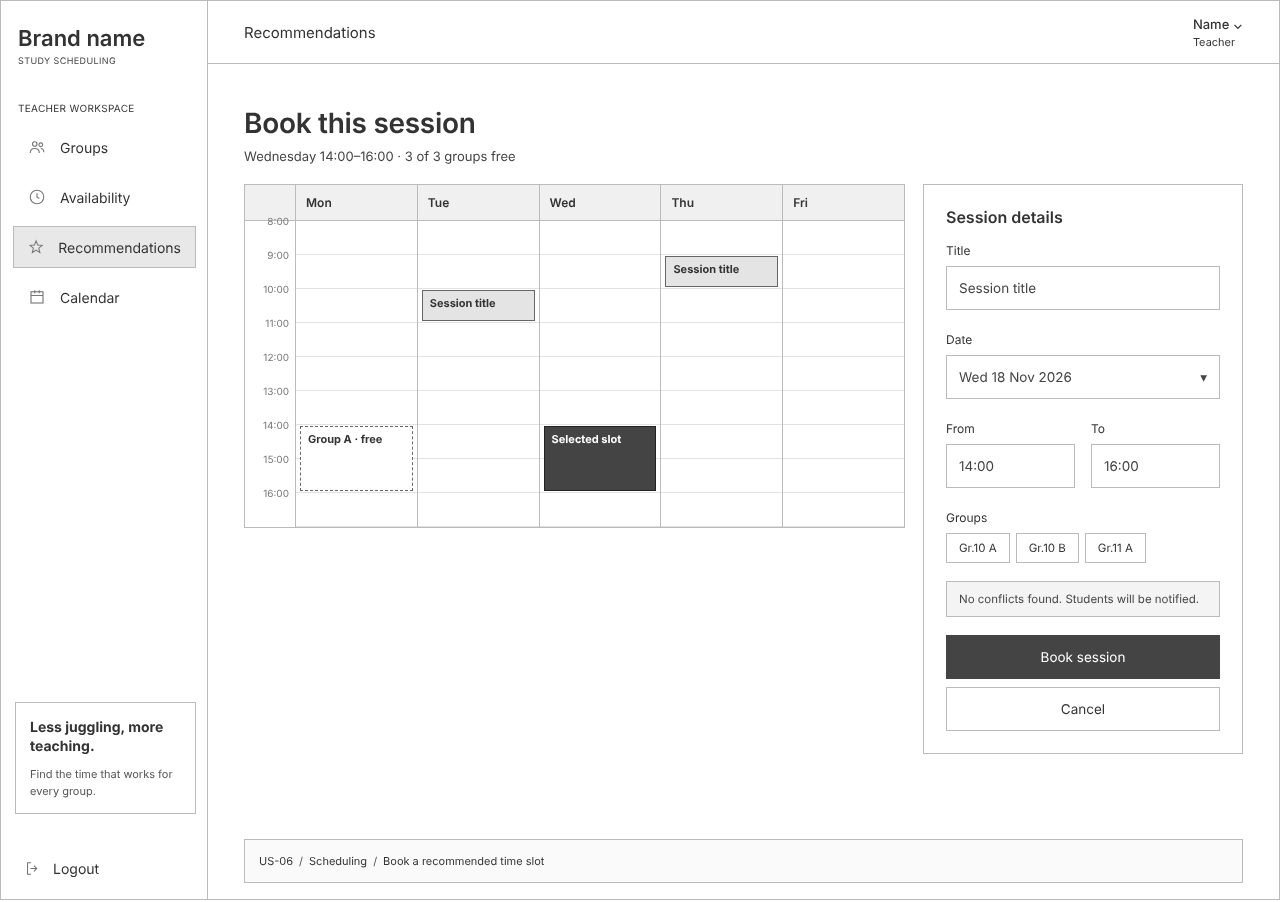 Brand name
STUDY SCHEDULING
TEACHER WORKSPACE
Groups
Availability
Recommendations
Calendar
Less juggling, more
teaching.
Find the time that works for
every group.
Logout
Recommendations
Name
Teacher
Book this session
Wednesday 14:00–16:00 · 3 of 3 groups free
Mon Tue Wed Thu Fri
8:00
9:00
Session title
10:00
Session title
11:00
12:00
13:00
14:00
Group A · free Selected slot
15:00
16:00
Session details
Title
Session title
Date
Wed 18 Nov 2026
From To
14:00 16:00
Groups
Gr.10 A Gr.10 B Gr.11 A
No conflicts found. Students will be notified.
Book session
Cancel
US-06 / Scheduling / Book a recommended time slot